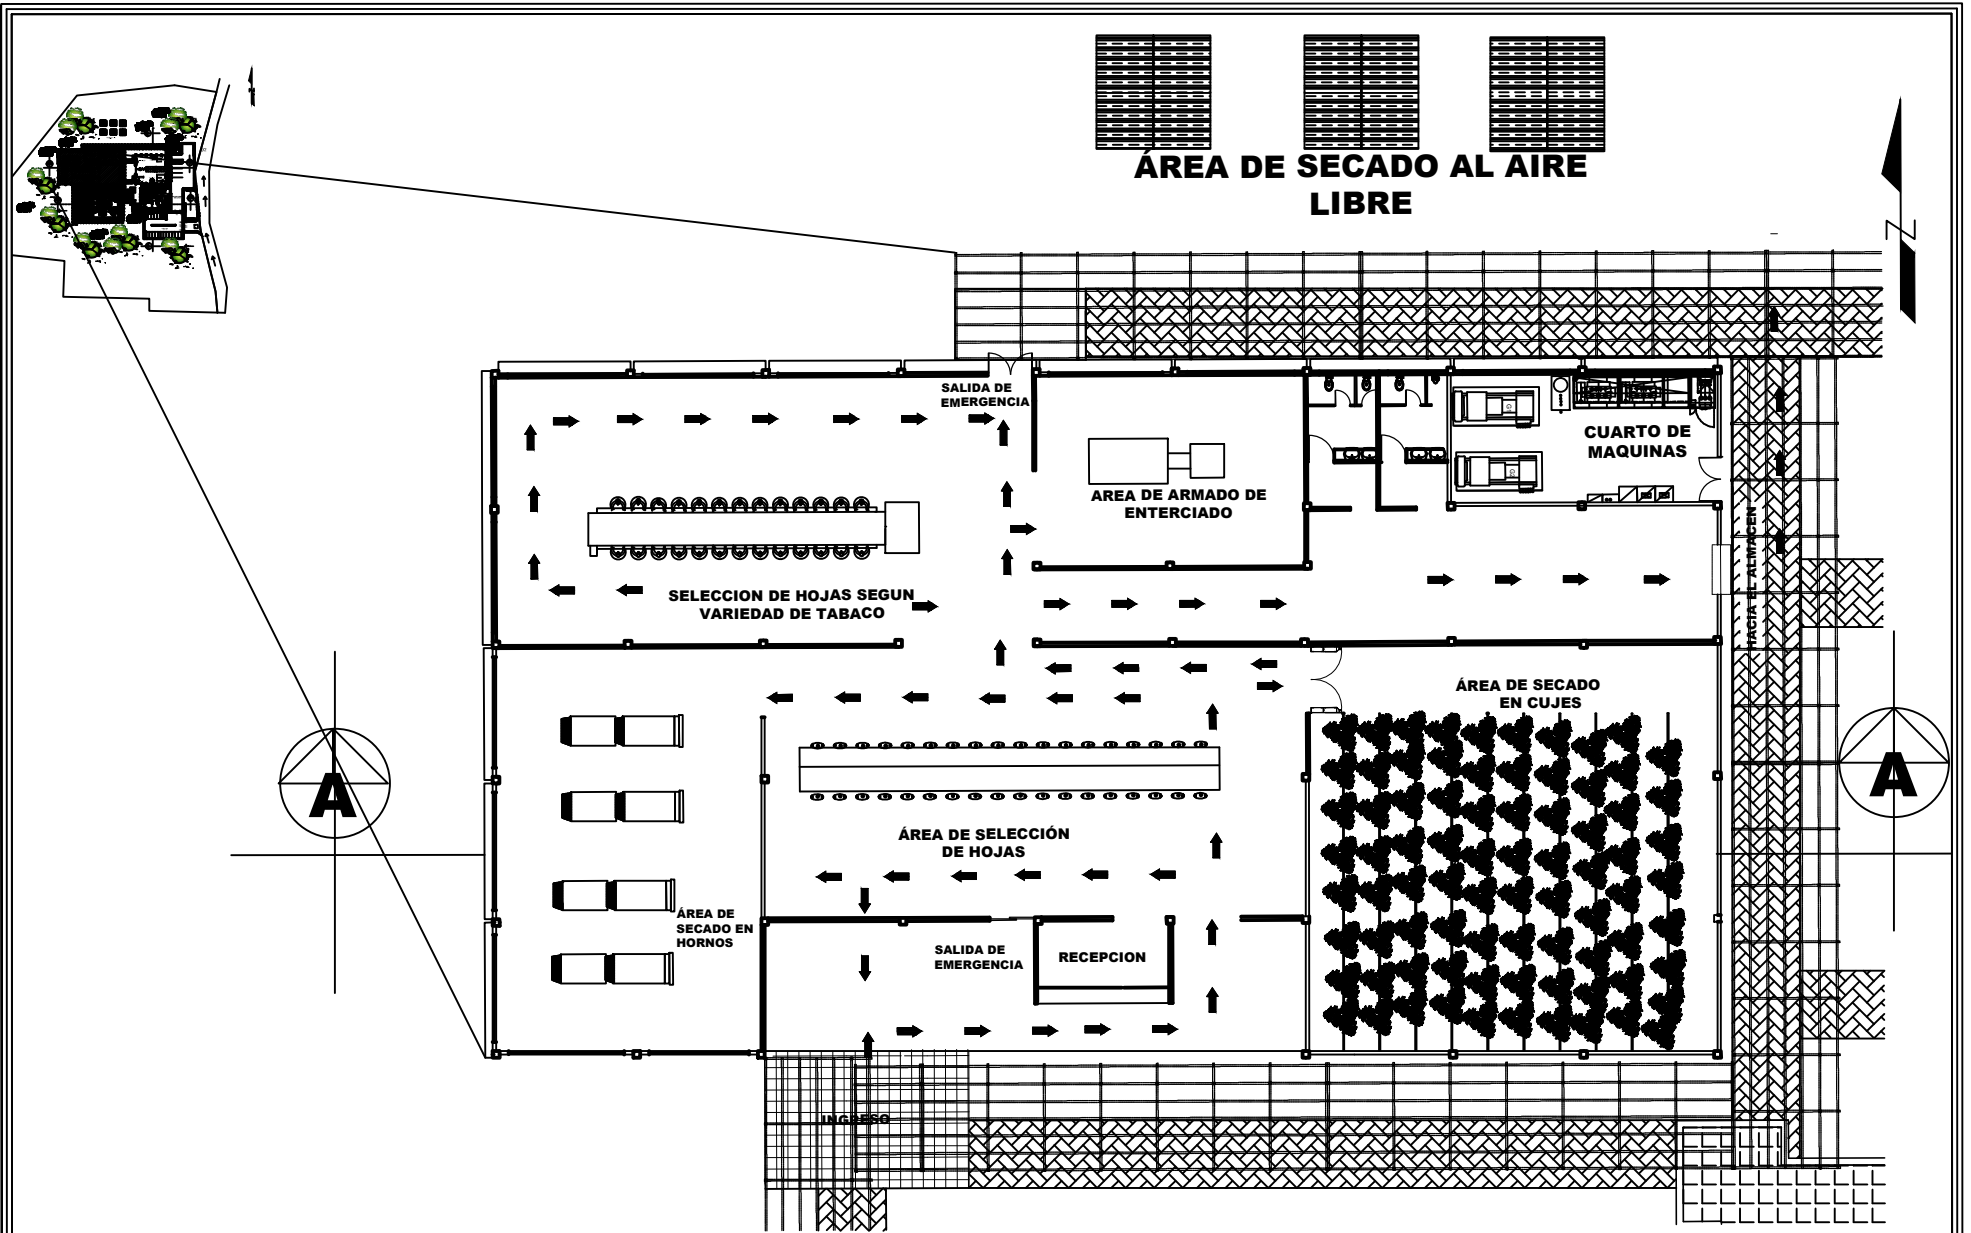 ÁREA DE SECADO AL AIRE
LIBRE
N
SALIDA DE
EMERGENCIA
CUARTO DE
MAQUINAS
AREA DE ARMADO DE
ENTERCIADO
HACIA EL ALMACEN
SELECCION DE HOJAS SEGUN
VARIEDAD DE TABACO
ÁREA DE SECADO
EN CUJES
A
A
ÁREA DE SELECCIÓN
DE HOJAS
ÁREA DE
SECADO EN
HORNOS
SALIDA DE
EMERGENCIA
RECEPCION
INGRESO